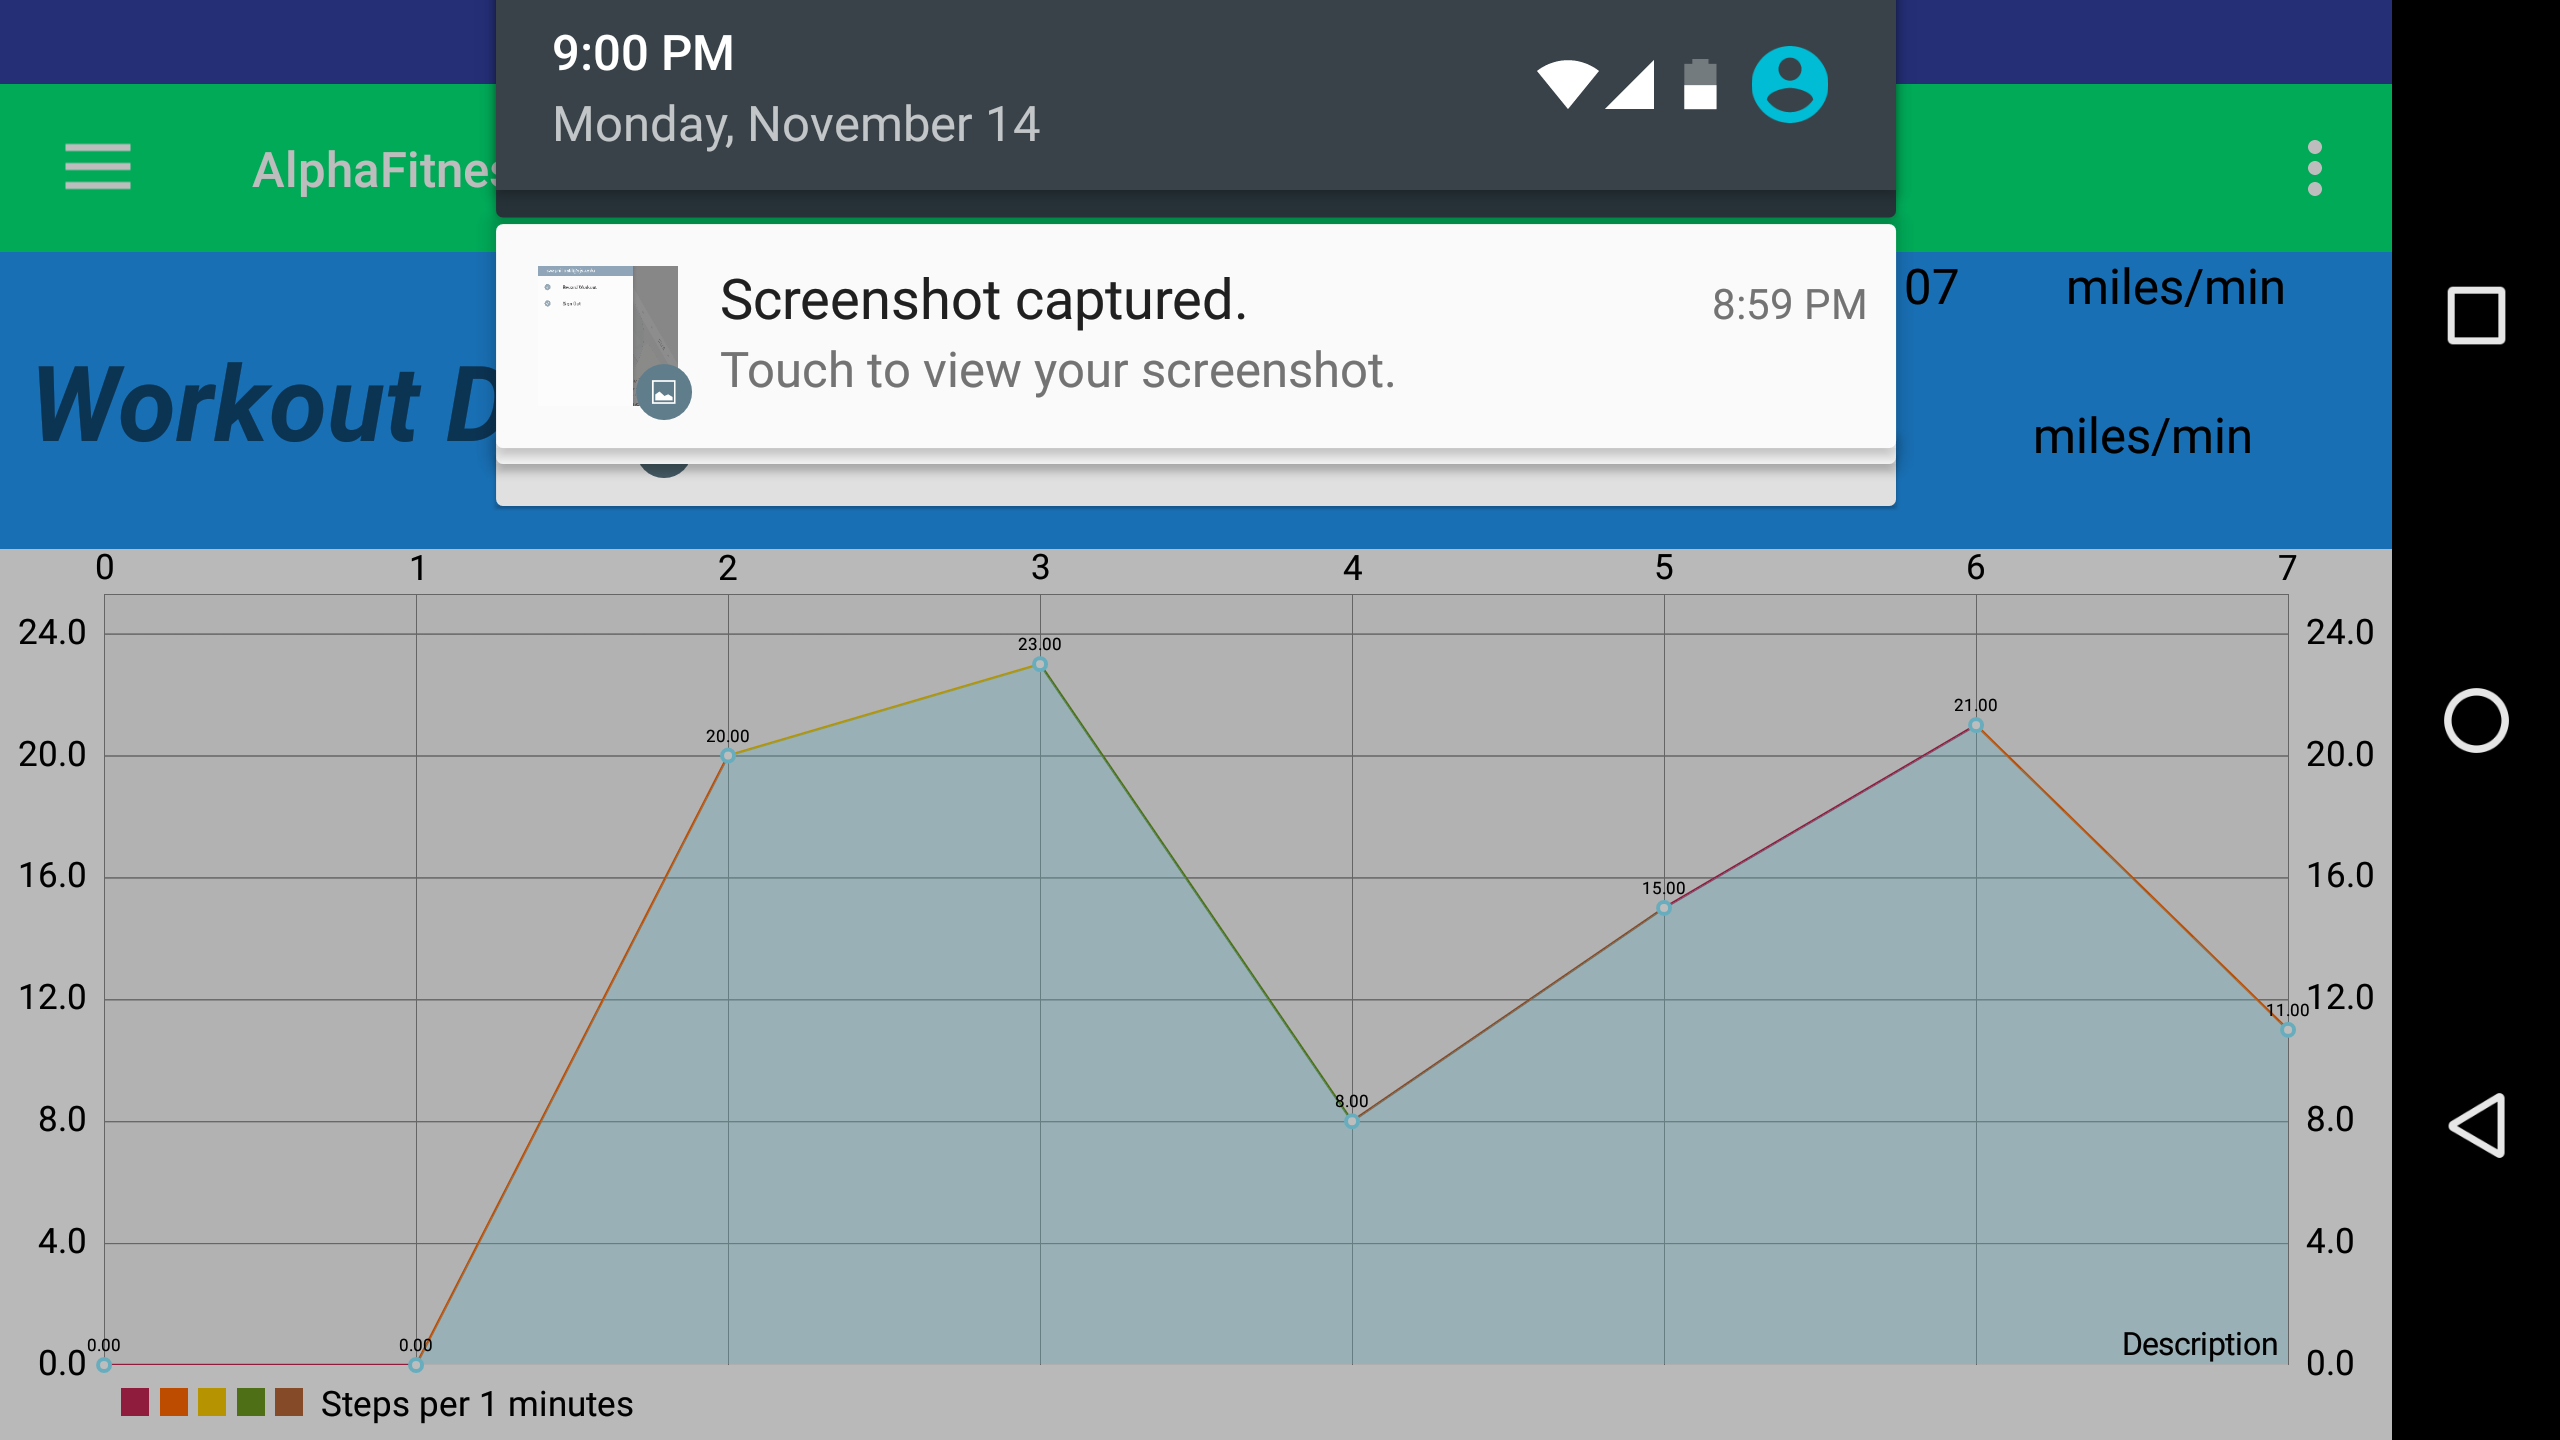 9:00 PM
Monday, November 14
AlphaFitnes
Screenshot captured.
8:59 PM
Touch to view your screenshot.
07 miles/min
Workout D
miles/min
0 1 2 3 4 5 6 7
24.0 24.0
23.00
21.00
20.00
20.0 20.0
16.0 16.0
15.00
12.0 12.0
11.00
8.0 8.0
8.00
4.0 4.0
0.00 0.00
Description
0.0 0.0
Steps per 1 minutes